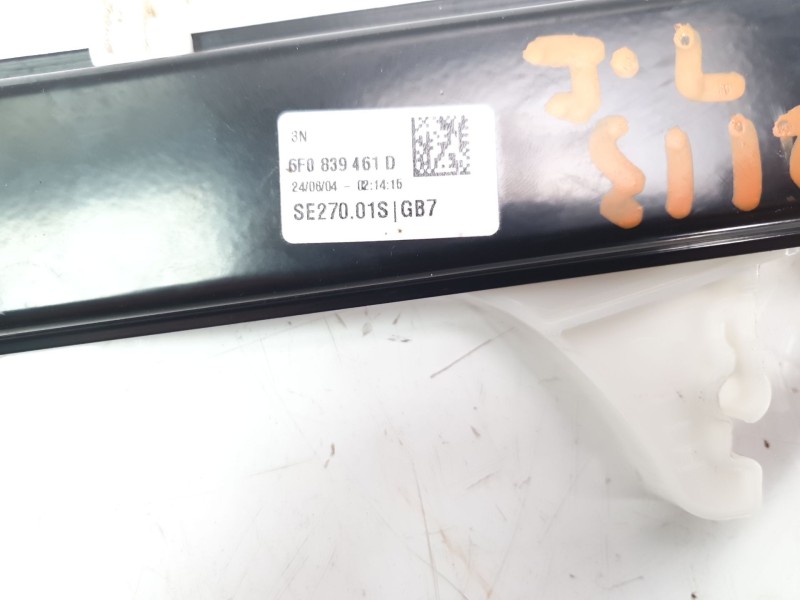 3N
6F0 839 461 D
24/06/04 - 02:14:15
SE270.01S|GB7